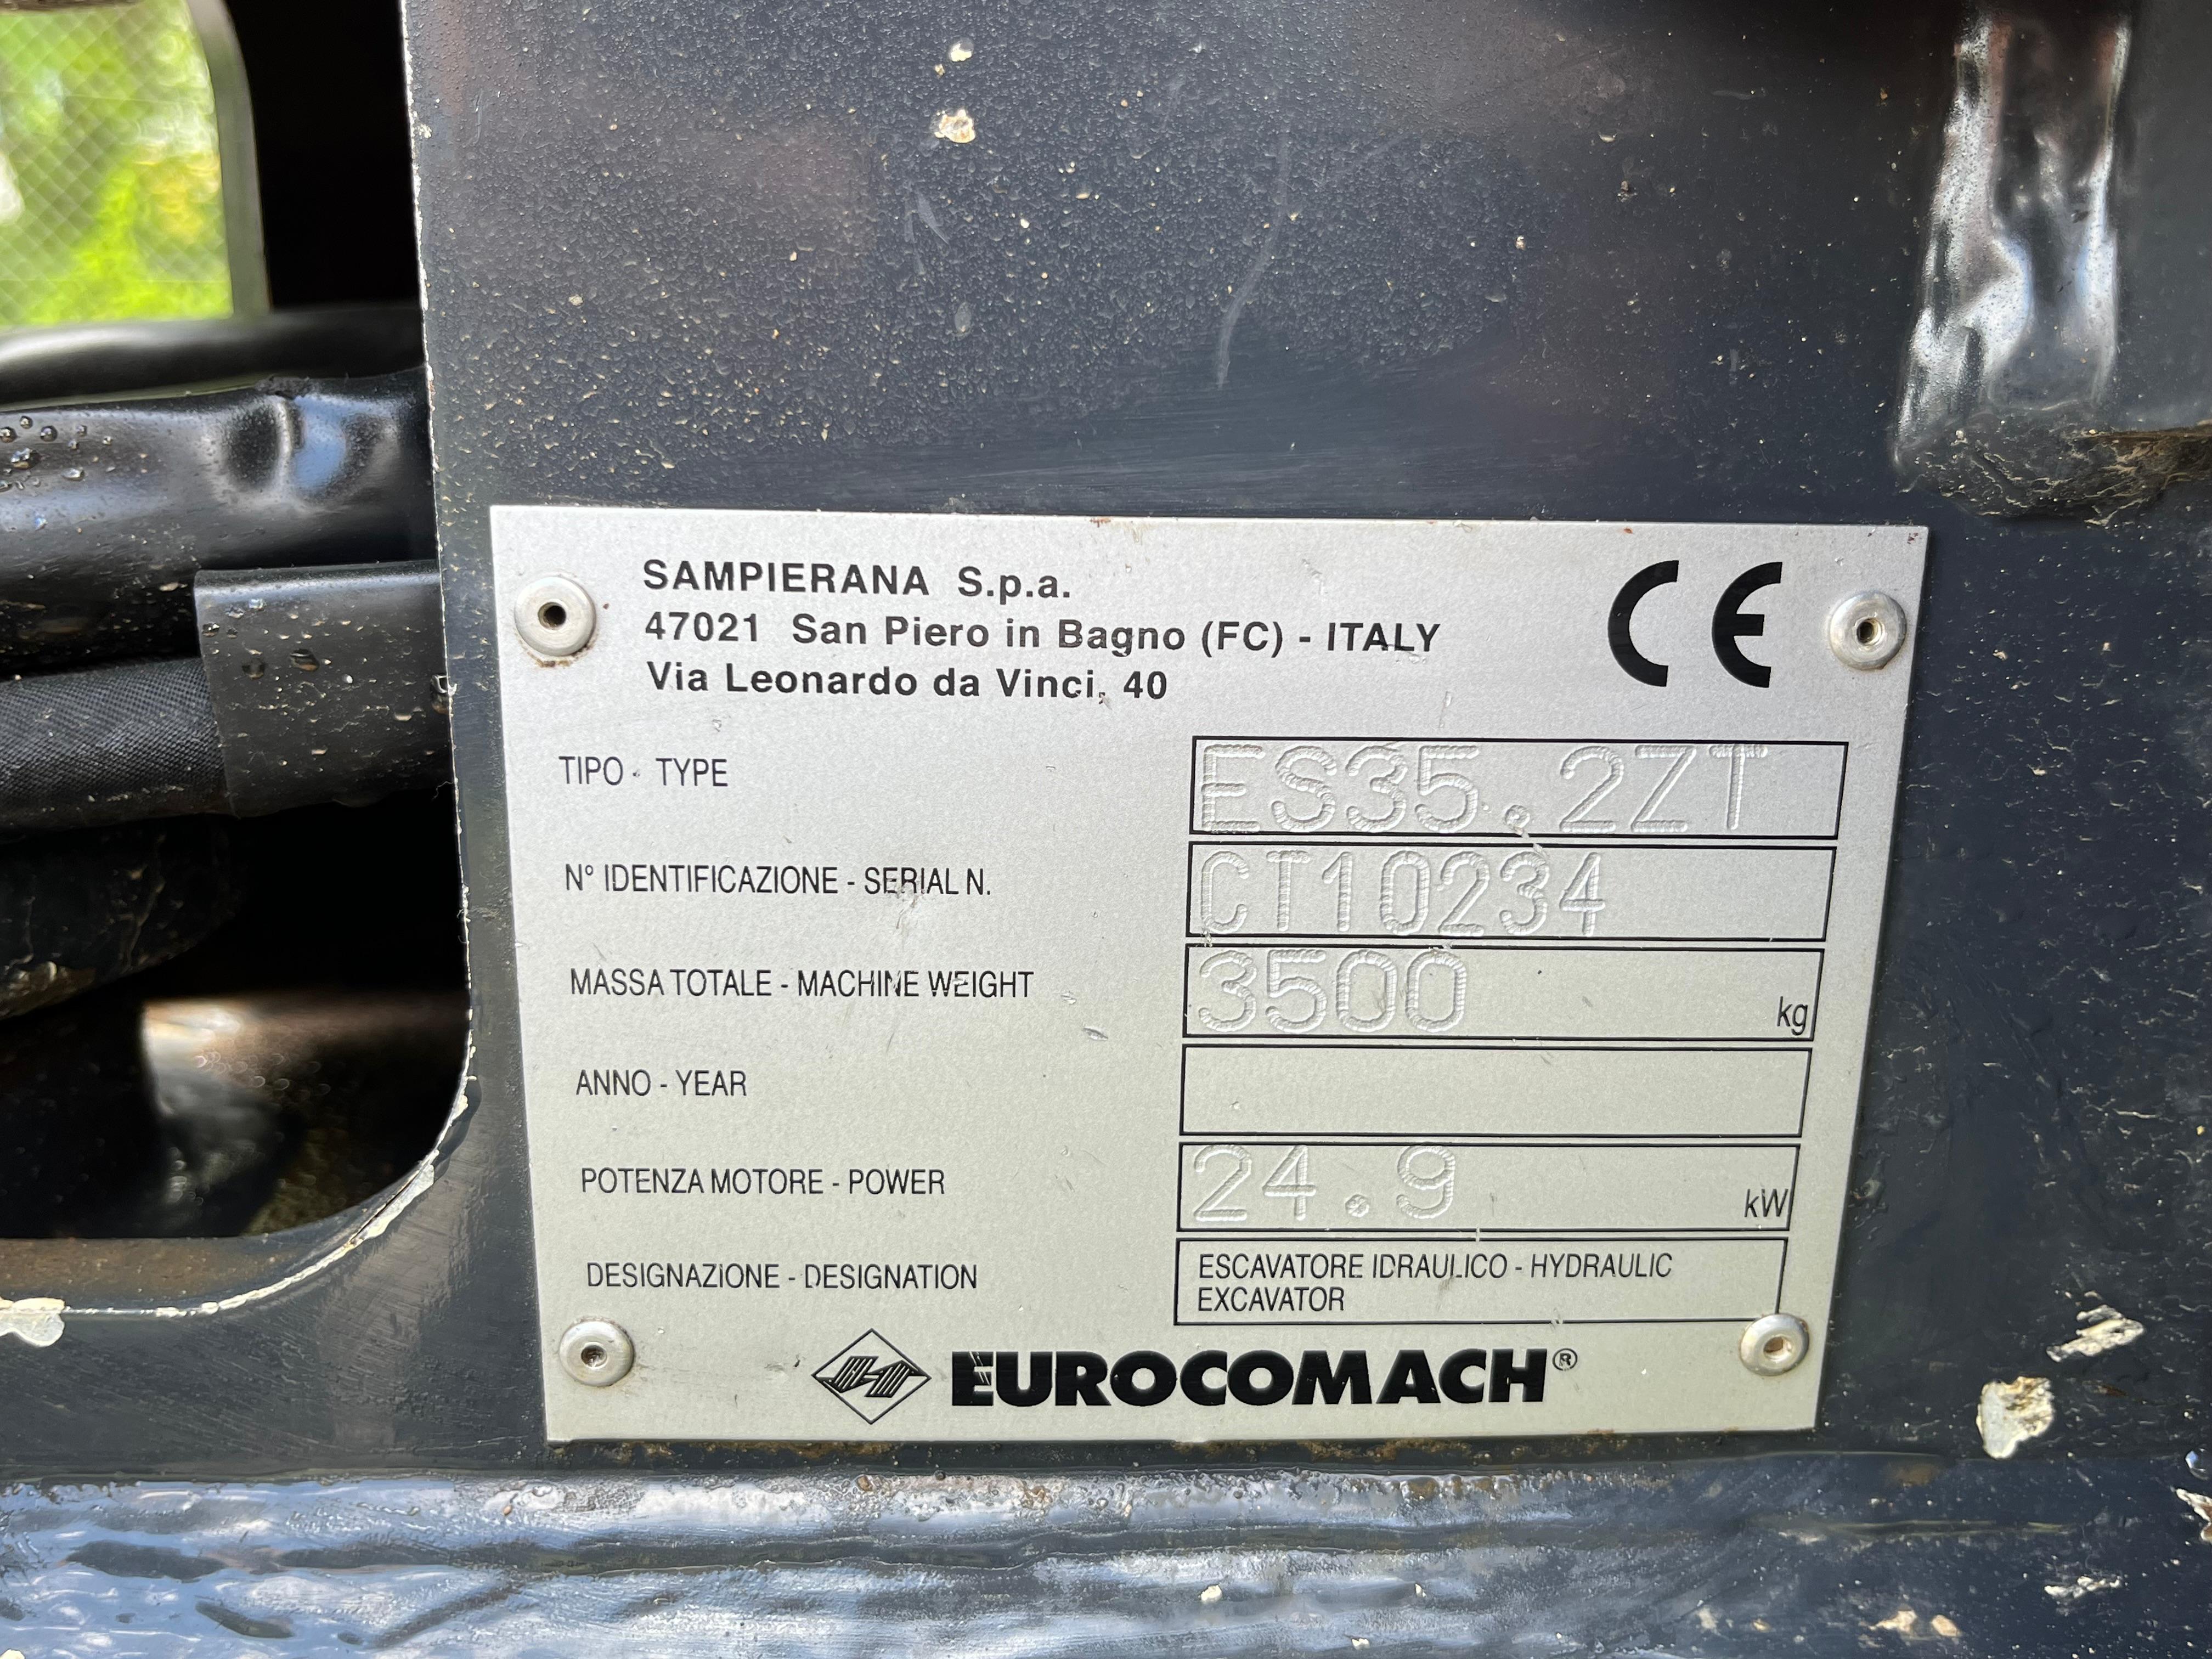 SAMPIERANA S.p.a.
47021 San Piero in Bagno (FC) - ITALY
Via Leonardo da Vinci, 40
CE
TIPO - TYPE ES35.2ZT
N° IDENTIFICAZIONE - SERIAL N. CT10234
MASSA TOTALE - MACHINE WEIGHT 3500 kg
ANNO - YEAR
POTENZA MOTORE - POWER 24.9 kW
DESIGNAZIONE - DESIGNATION ESCAVATORE IDRAULICO - HYDRAULIC
EXCAVATOR
EUROCOMACH®